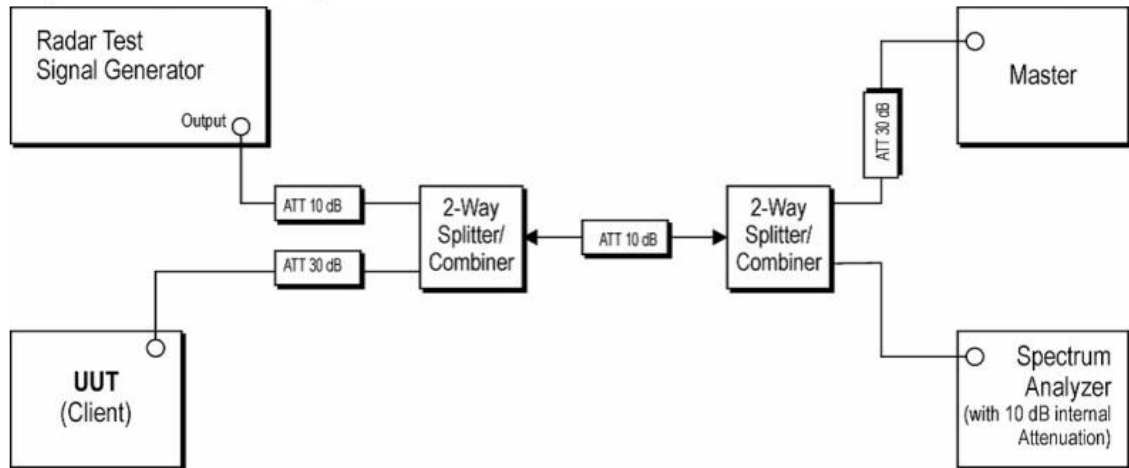 Radar Test
Signal Generator
Output
ATT 10 dB
ATT 30 dB
2-Way
Splitter/
Combiner
ATT 10 dB
2-Way
Splitter/
Combiner
ATT 30 dB
Master
UUT
(Client)
Spectrum
Analyzer
(with 10 dB internal
Attenuation)